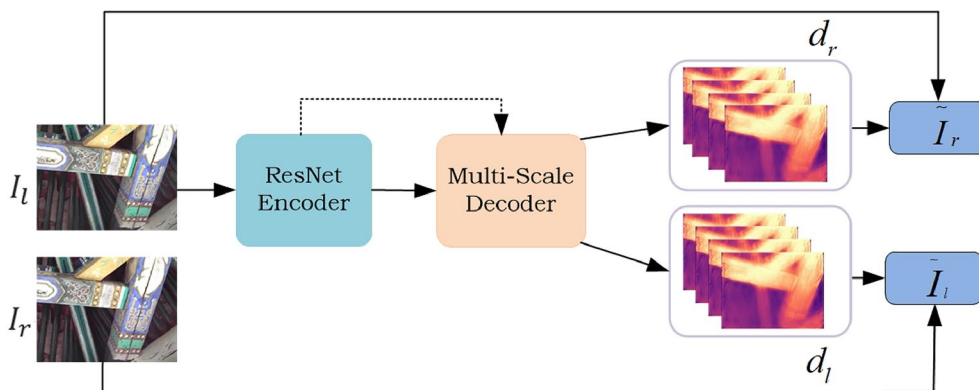 d_r
I_l
ResNet
Encoder
Multi-Scale
Decoder
Ĩ_r
I_r
Ĩ_l
d_l